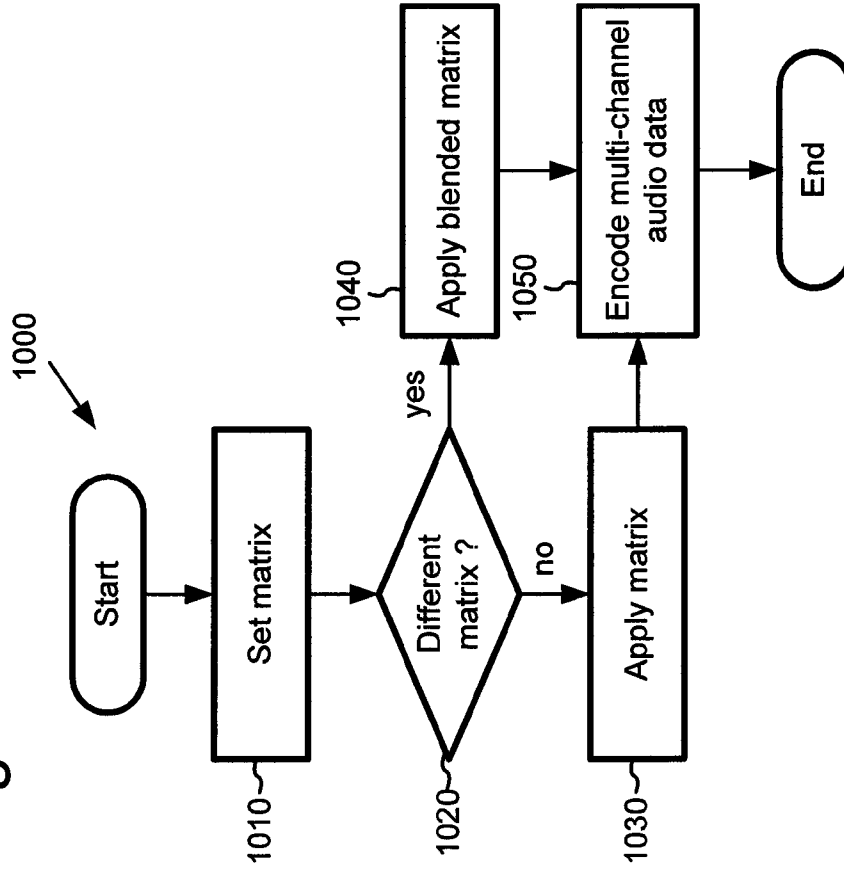 1000
Start
1010
Set matrix
1020
Different
matrix ?
yes
no
1040
Apply blended matrix
1030
Apply matrix
1050
Encode multi-channel
audio data
End